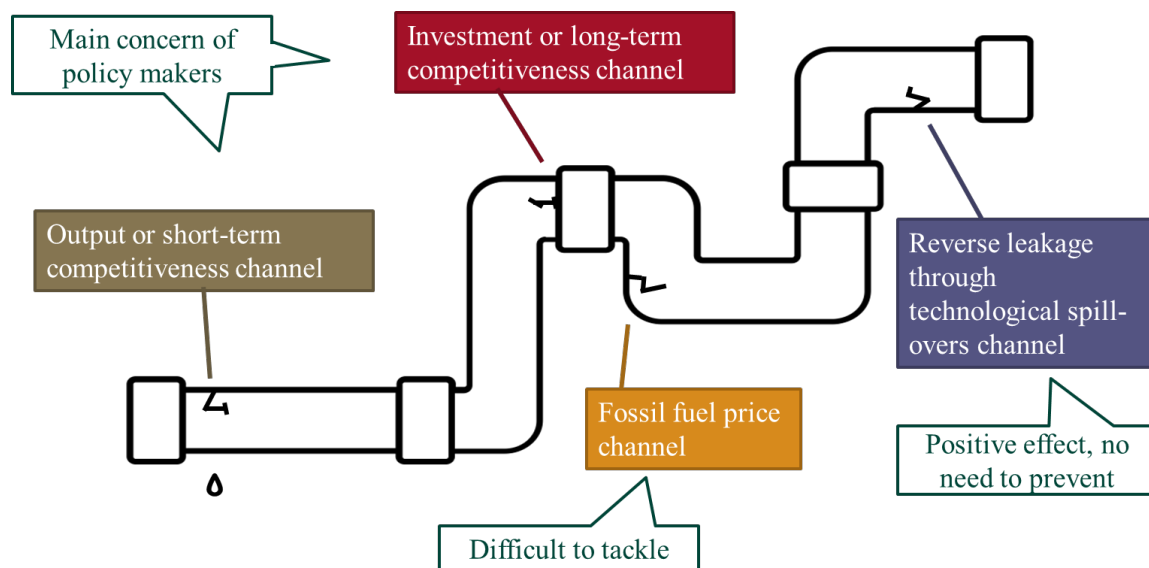 Main concern of
policy makers
Investment or long-term
competitiveness channel
Output or short-term
competitiveness channel
Reverse leakage
through
technological spill-
overs channel
Fossil fuel price
channel
Positive effect, no
need to prevent
Difficult to tackle